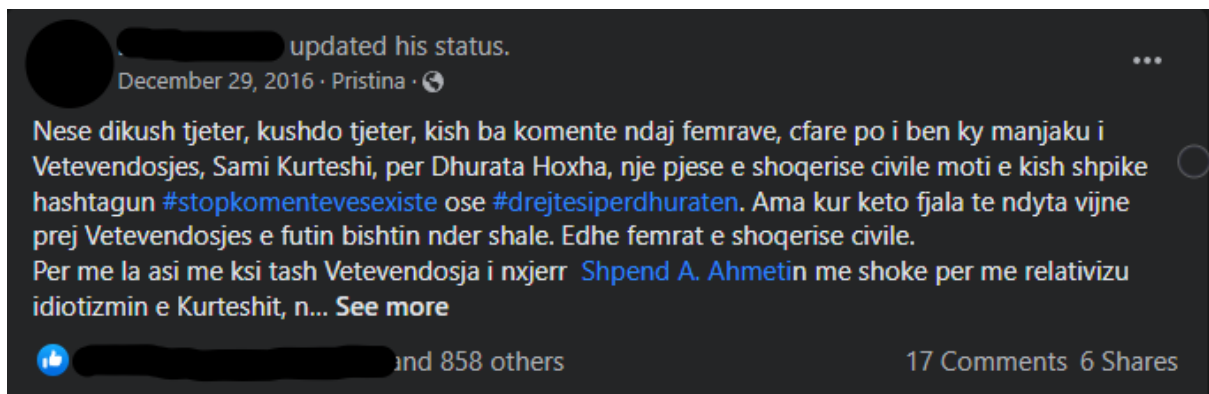 updated his status.
December 29, 2016 · Pristina ·
Nese dikush tjeter, kushdo tjeter, kish ba komente ndaj femrave, cfare po i ben ky manjaku i
Vetevendosjes, Sami Kurteshi, per Dhurata Hoxha, nje pjese e shoqerise civile moti e kish shpike
hashtagun #stopkomentevesexiste ose #drejtesiperdhuraten. Ama kur keto fjala te ndyta vijne
prej Vetevendosjes e futin bishtin nder shale. Edhe femrat e shoqerise civile.
Per me la asi me ksi tash Vetevendosja i nxjerr Shpend A. Ahmetin me shoke per me relativizu
idiotizmin e Kurteshit, n... See more
and 858 others
17 Comments 6 Shares